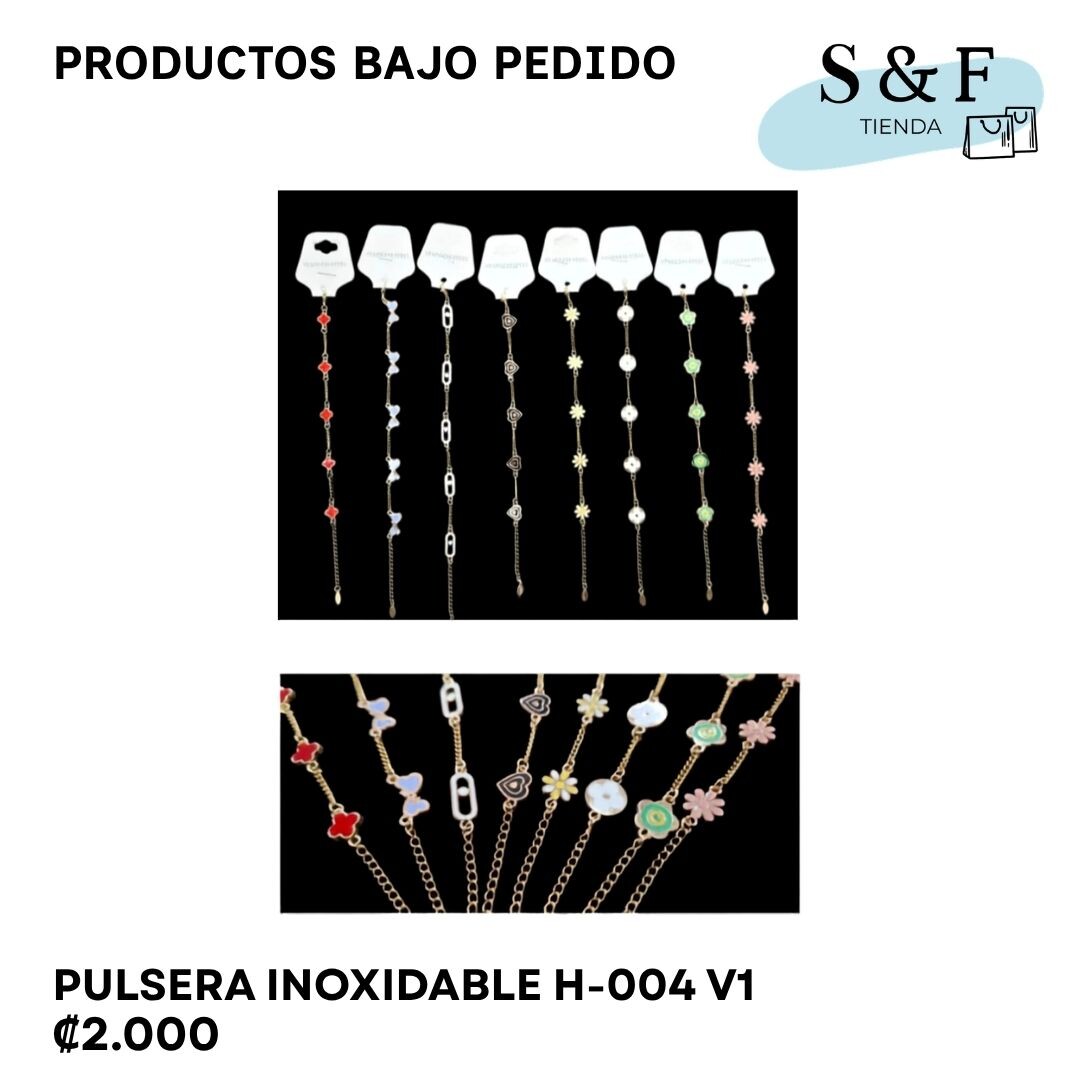 PRODUCTOS BAJO PEDIDO
S & F
TIENDA
PULSERA INOXIDABLE H-004 V1
₡2.000